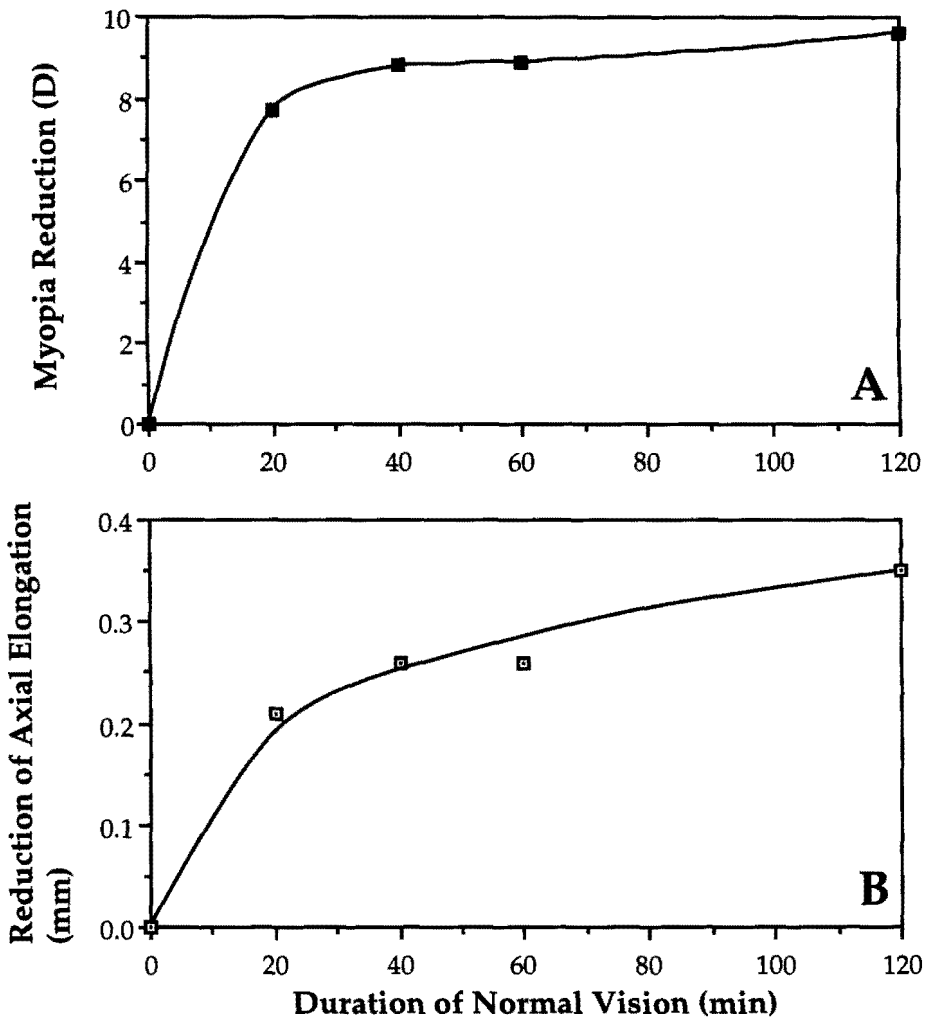 Myopia Reduction (D)
10
8
6
4
2
0
0 20 40 60 80 100 120
A
Reduction of Axial Elongation
(mm)
0.4
0.3
0.2
0.1
0.0
0 20 40 60 80 100 120
B
Duration of Normal Vision (min)